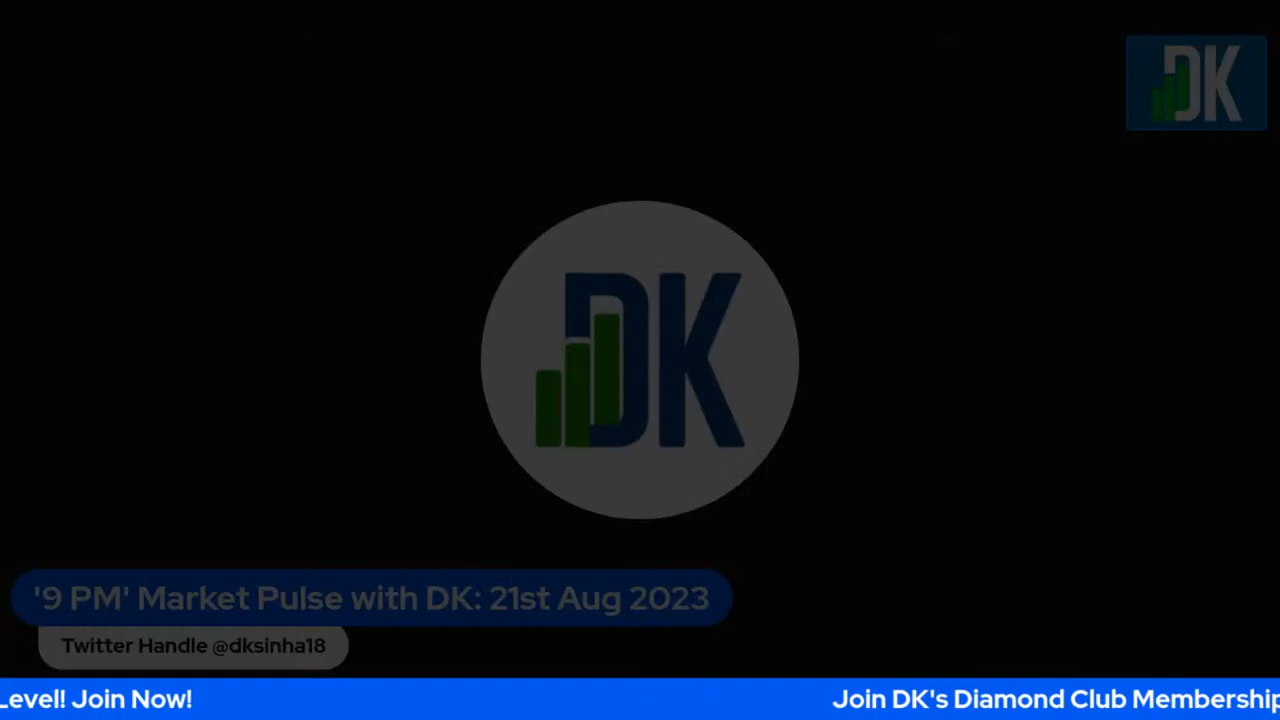 DK
DK
'9 PM' Market Pulse with DK: 21st Aug 2023
Twitter Handle @dksinha18
Level! Join Now! Join DK's Diamond Club Membership